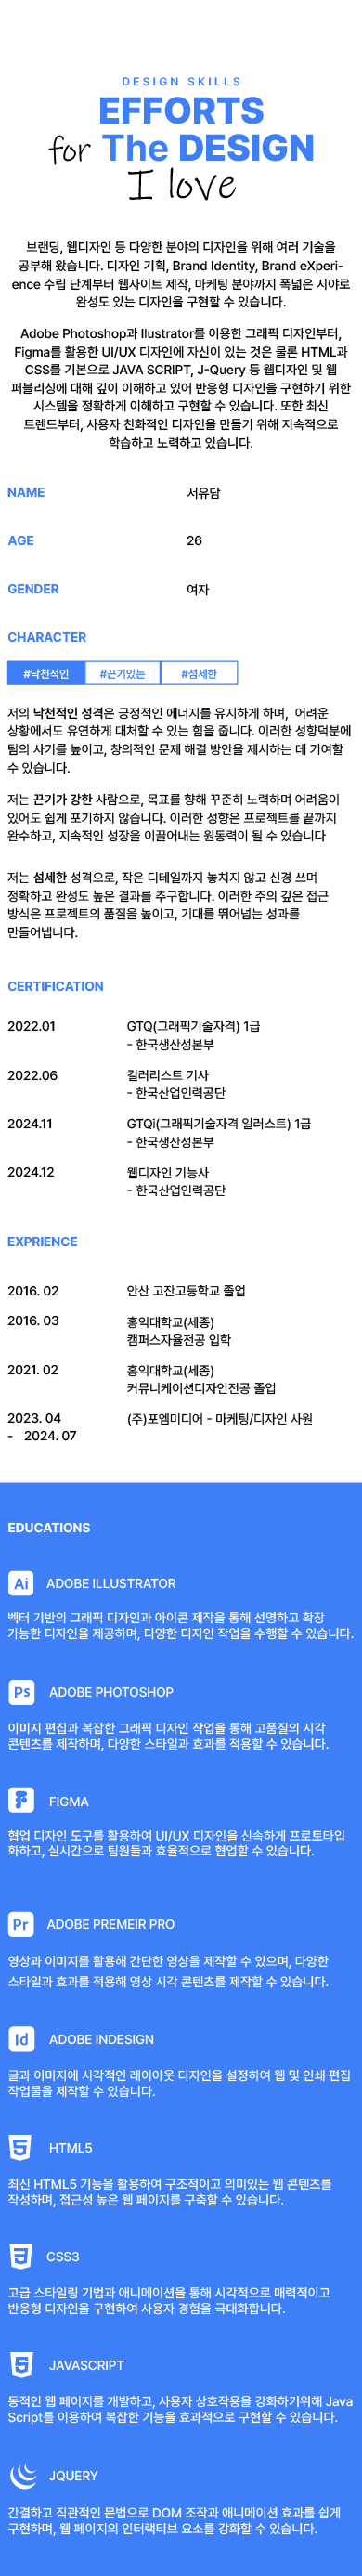 DESIGN SKILLS
EFFORTS
for The DESIGN
I love
브랜딩, 웹디자인 등 다양한 분야의 디자인을 위해 여러 기술을
공부해 왔습니다. 디자인 기획, Brand Identity, Brand eXperi-
ence 수립 단계부터 웹사이트 제작, 마케팅 분야까지 폭넓은 시야로
완성도 있는 디자인을 구현할 수 있습니다.
Adobe Photoshop과 Ilustrator를 이용한 그래픽 디자인부터,
Figma를 활용한 UI/UX 디자인에 자신이 있는 것은 물론 HTML과
CSS를 기본으로 JAVA SCRIPT, J-Query 등 웹디자인 및 웹
퍼블리싱에 대해 깊이 이해하고 있어 반응형 디자인을 구현하기 위한
시스템을 정확하게 이해하고 구현할 수 있습니다. 또한 최신
트렌드부터, 사용자 친화적인 디자인을 만들기 위해 지속적으로
학습하고 노력하고 있습니다.
NAME 서유담
AGE 26
GENDER 여자
CHARACTER
#낙천적인 #끈기있는 #섬세한
저의 낙천적인 성격은 긍정적인 에너지를 유지하게 하며, 어려운
상황에서도 유연하게 대처할 수 있는 힘을 줍니다. 이러한 성향덕분에
팀의 사기를 높이고, 창의적인 문제 해결 방안을 제시하는 데 기여할
수 있습니다.
저는 끈기가 강한 사람으로, 목표를 향해 꾸준히 노력하며 어려움이
있어도 쉽게 포기하지 않습니다. 이러한 성향은 프로젝트를 끝까지
완수하고, 지속적인 성장을 이끌어내는 원동력이 될 수 있습니다
저는 섬세한 성격으로, 작은 디테일까지 놓치지 않고 신경 쓰며
정확하고 완성도 높은 결과를 추구합니다. 이러한 주의 깊은 접근
방식은 프로젝트의 품질을 높이고, 기대를 뛰어넘는 성과를
만들어냅니다.
CERTIFICATION
2022.01 GTQ(그래픽기술자격) 1급
- 한국생산성본부
2022.06 컬러리스트 기사
- 한국산업인력공단
2024.11 GTQi(그래픽기술자격 일러스트) 1급
- 한국생산성본부
2024.12 웹디자인 기능사
- 한국산업인력공단
EXPRIENCE
2016. 02 안산 고잔고등학교 졸업
2016. 03 홍익대학교(세종)
캠퍼스자율전공 입학
2021. 02 홍익대학교(세종)
커뮤니케이션디자인전공 졸업
2023. 04 (주)포엠미디어 - 마케팅/디자인 사원
- 2024. 07
EDUCATIONS
Ai ADOBE ILLUSTRATOR
벡터 기반의 그래픽 디자인과 아이콘 제작을 통해 선명하고 확장
가능한 디자인을 제공하며, 다양한 디자인 작업을 수행할 수 있습니다.
Ps ADOBE PHOTOSHOP
이미지 편집과 복잡한 그래픽 디자인 작업을 통해 고품질의 시각
콘텐츠를 제작하며, 다양한 스타일과 효과를 적용할 수 있습니다.
FIGMA
협업 디자인 도구를 활용하여 UI/UX 디자인을 신속하게 프로토타입
화하고, 실시간으로 팀원들과 효율적으로 협업할 수 있습니다.
Pr ADOBE PREMEIR PRO
영상과 이미지를 활용해 간단한 영상을 제작할 수 있으며, 다양한
스타일과 효과를 적용해 영상 시각 콘텐츠를 제작할 수 있습니다.
Id ADOBE INDESIGN
글과 이미지에 시각적인 레이아웃 디자인을 설정하여 웹 및 인쇄 편집
작업물을 제작할 수 있습니다.
5 HTML5
최신 HTML5 기능을 활용하여 구조적이고 의미있는 웹 콘텐츠를
작성하며, 접근성 높은 웹 페이지를 구축할 수 있습니다.
3 CSS3
고급 스타일링 기법과 애니메이션을 통해 시각적으로 매력적이고
반응형 디자인을 구현하여 사용자 경험을 극대화합니다.
5 JAVASCRIPT
동적인 웹 페이지를 개발하고, 사용자 상호작용을 강화하기위해 Java
Script를 이용하여 복잡한 기능을 효과적으로 구현할 수 있습니다.
JQUERY
간결하고 직관적인 문법으로 DOM 조작과 애니메이션 효과를 쉽게
구현하며, 웹 페이지의 인터랙티브 요소를 강화할 수 있습니다.